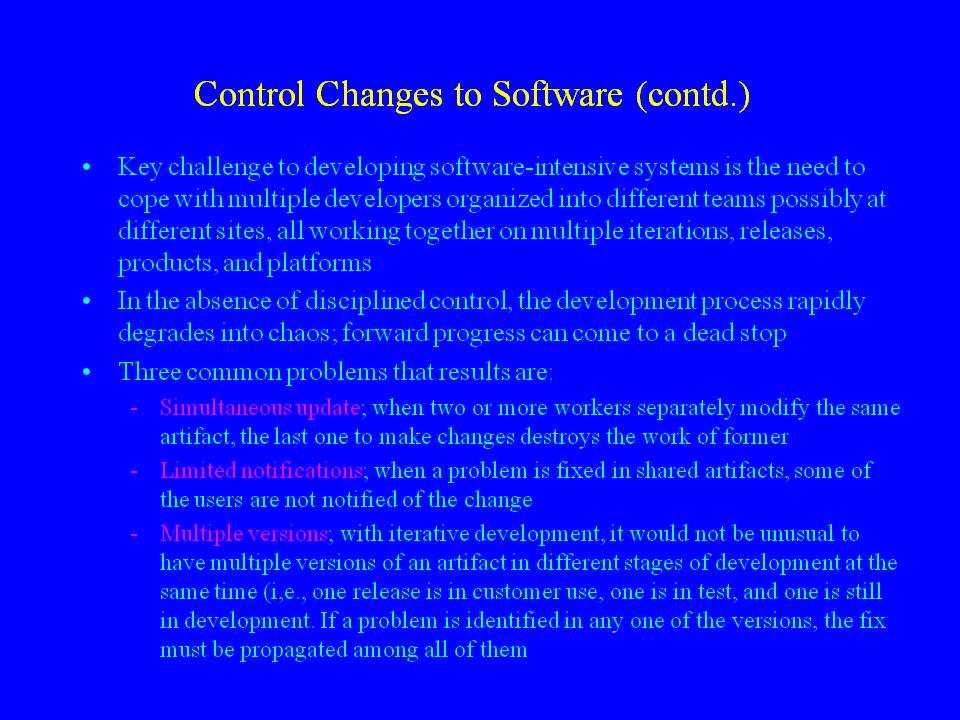 Control Changes to Software (contd.)
• Key challenge to developing software-intensive systems is the need to
cope with multiple developers organized into different teams possibly at
different sites, all working together on multiple iterations, releases,
products, and platforms
• In the absence of disciplined control, the development process rapidly
degrades into chaos; forward progress can come to a dead stop
• Three common problems that results are:
- Simultaneous update; when two or more workers separately modify the same
artifact, the last one to make changes destroys the work of former
- Limited notifications; when a problem is fixed in shared artifacts, some of
the users are not notified of the change
- Multiple versions; with iterative development, it would not be unusual to
have multiple versions of an artifact in different stages of development at the
same time (i,e., one release is in customer use, one is in test, and one is still
in development. If a problem is identified in any one of the versions, the fix
must be propagated among all of them